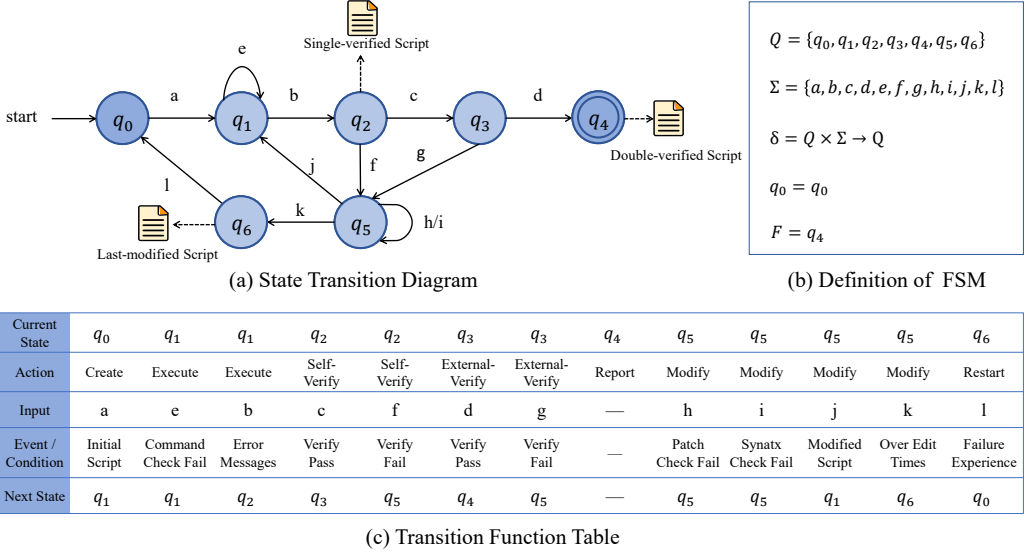 Single-verified Script
e
a
b
c
d
start
q0
q1
q2
q3
q4
Double-verified Script
l
j
f
g
k
h/i
q6
q5
Last-modified Script
(a) State Transition Diagram
Q = {q0, q1, q2, q3, q4, q5, q6}
Σ = {a, b, c, d, e, f, g, h, i, j, k, l}
δ = Q × Σ → Q
q0 = q0
F = q4
(b) Definition of FSM
Current State q0 q1 q1 q2 q2 q3 q3 q4 q5 q5 q5 q5 q6
Action Create Execute Execute Self-Verify Self-Verify External-Verify External-Verify Report Modify Modify Modify Modify Restart
Input a e b c f d g — h i j k l
Event / Condition Initial Script Command Check Fail Error Messages Verify Pass Verify Fail Verify Pass Verify Fail — Patch Check Fail Synatx Check Fail Modified Script Over Edit Times Failure Experience
Next State q1 q1 q2 q3 q5 q4 q5 — q5 q5 q1 q6 q0
(c) Transition Function Table